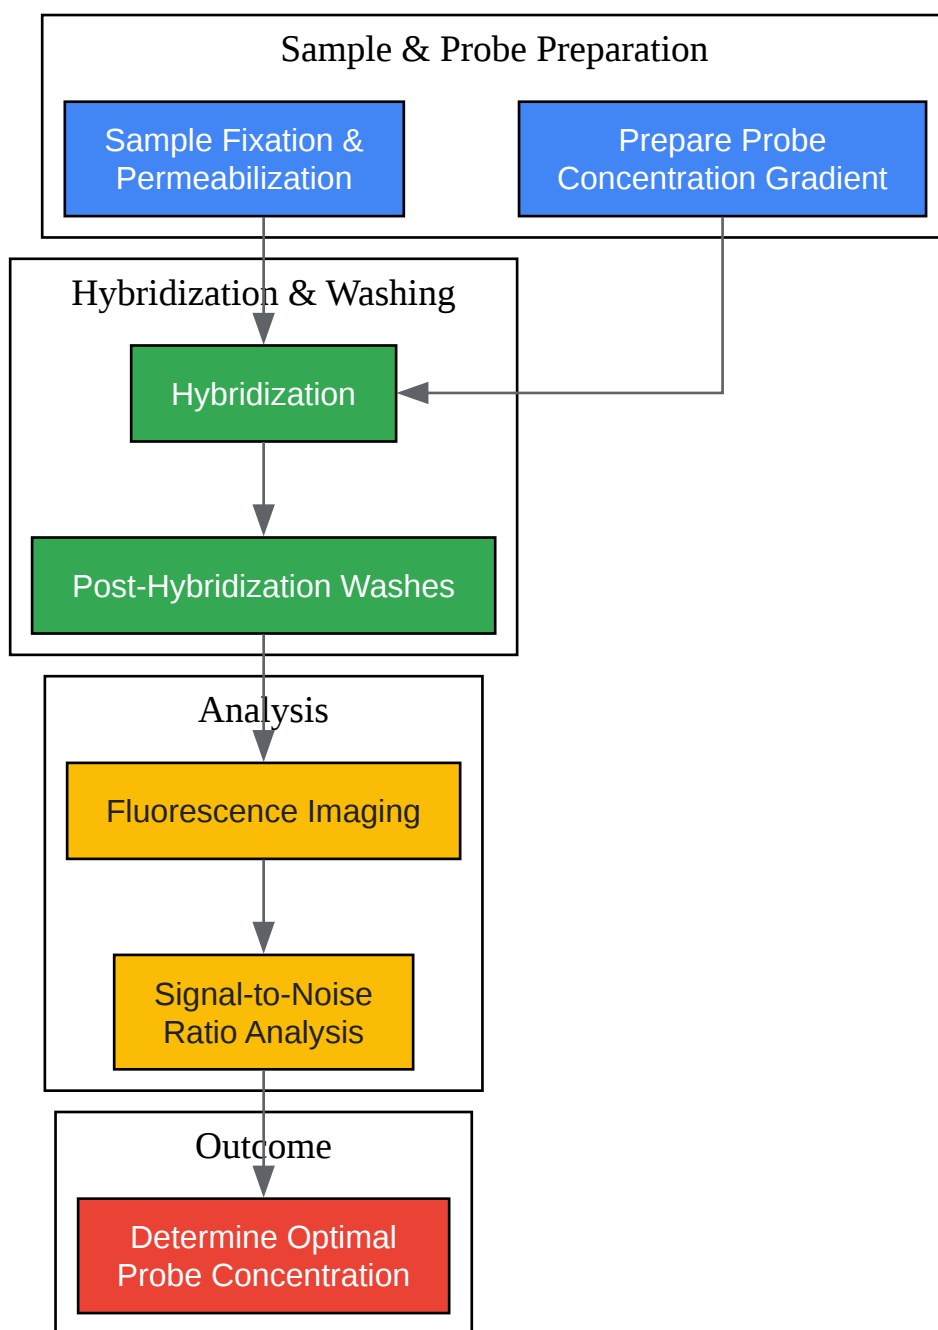 Sample & Probe Preparation
Sample Fixation &
Permeabilization
Prepare Probe
Concentration Gradient
Hybridization & Washing
Hybridization
Post-Hybridization Washes
Analysis
Fluorescence Imaging
Signal-to-Noise
Ratio Analysis
Outcome
Determine Optimal
Probe Concentration